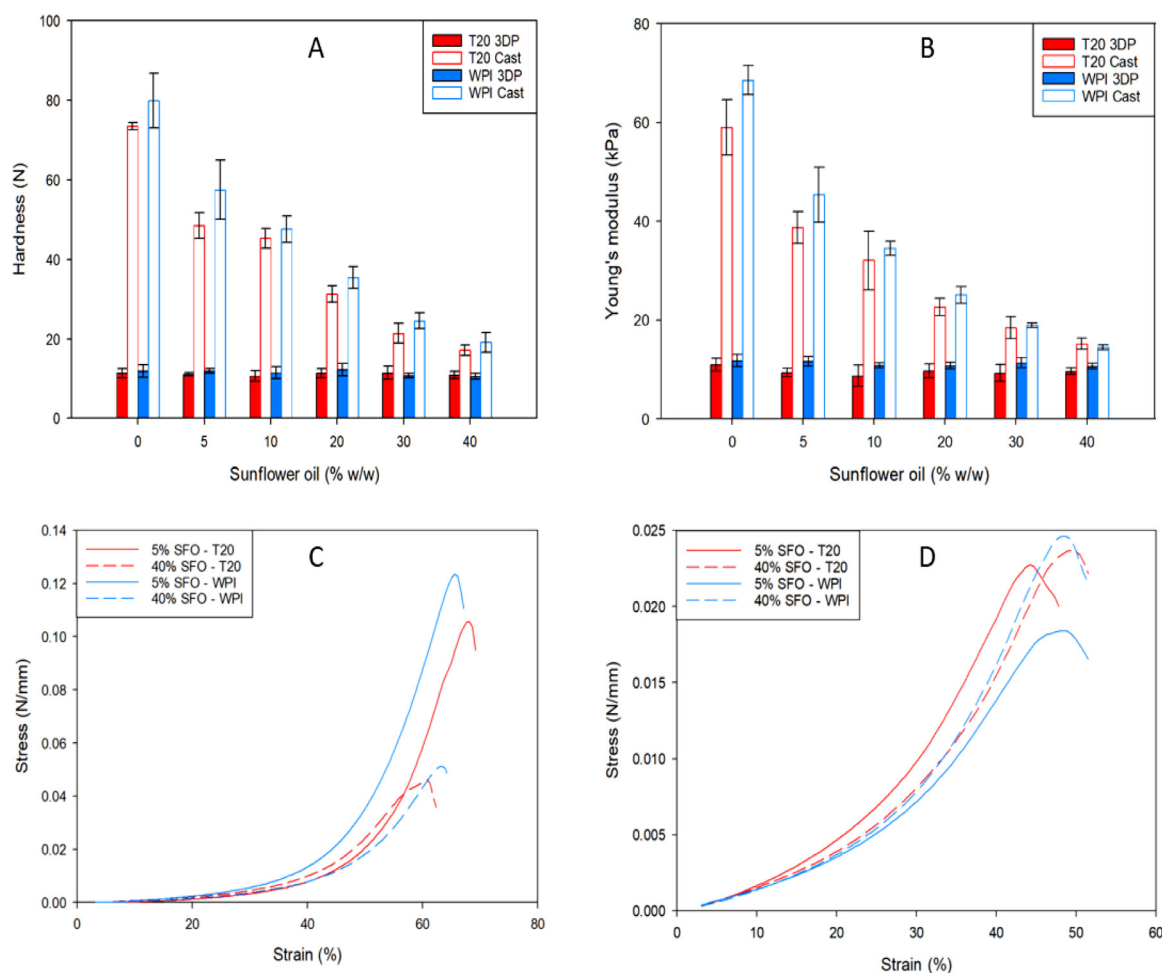 A
T20 3DP
T20 Cast
WPI 3DP
WPI Cast
100
80
60
40
20
0
Hardness (N)
0 5 10 20 30 40
Sunflower oil (% w/w)
B
T20 3DP
T20 Cast
WPI 3DP
WPI Cast
80
60
40
20
0
Young's modulus (kPa)
0 5 10 20 30 40
Sunflower oil (% w/w)
C
5% SFO - T20
40% SFO - T20
5% SFO - WPI
40% SFO - WPI
0.14
0.12
0.10
0.08
0.06
0.04
0.02
0.00
Stress (N/mm)
0 20 40 60 80
Strain (%)
D
5% SFO - T20
40% SFO - T20
5% SFO - WPI
40% SFO - WPI
0.025
0.020
0.015
0.010
0.005
0.000
Stress (N/mm)
0 10 20 30 40 50 60
Strain (%)